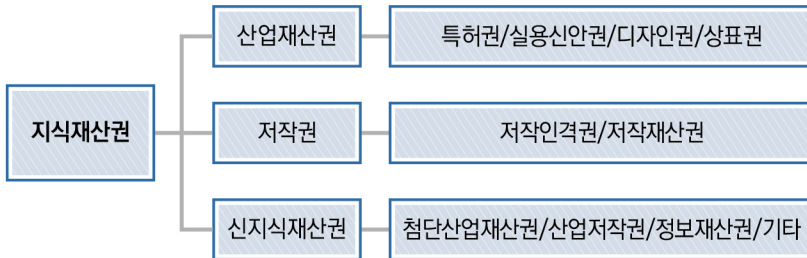 산업재산권
특허권/실용신안권/디자인권/상표권
지식재산권
저작권
저작인격권/저작재산권
신지식재산권
첨단산업재산권/산업저작권/정보재산권/기타